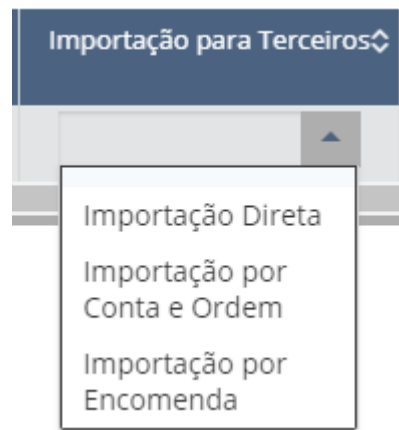 Importação para Terceiros
Importação Direta
Importação por
Conta e Ordem
Importação por
Encomenda